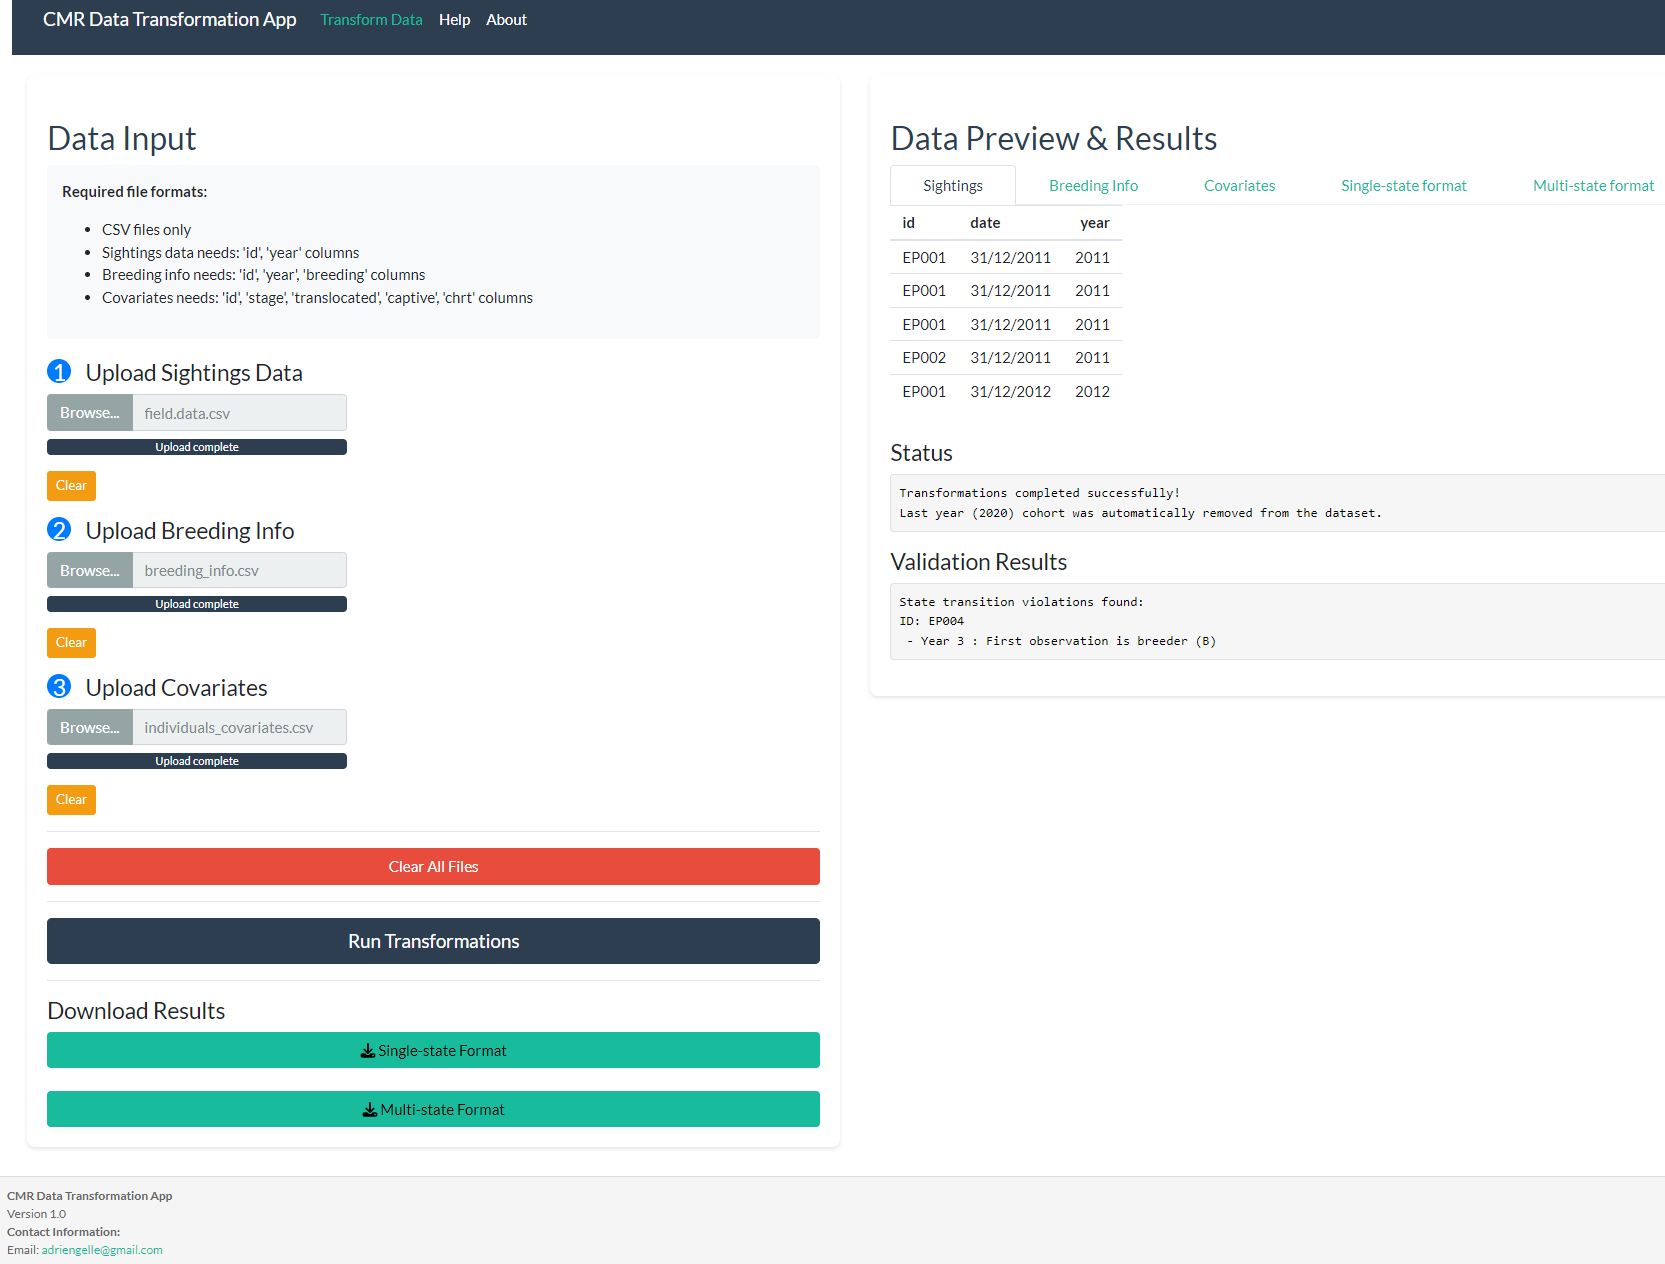 CMR Data Transformation App Transform Data Help About
Data Input
Required file formats:
• CSV files only
• Sightings data needs: 'id', 'year' columns
• Breeding info needs: 'id', 'year', 'breeding' columns
• Covariates needs: 'id', 'stage', 'translocated', 'captive', 'chrt' columns
1 Upload Sightings Data
Browse... field.data.csv
Upload complete
Clear
2 Upload Breeding Info
Browse... breeding_info.csv
Upload complete
Clear
3 Upload Covariates
Browse... individuals_covariates.csv
Upload complete
Clear
Clear All Files
Run Transformations
Download Results
Single-state Format
Multi-state Format
Data Preview & Results
Sightings Breeding Info Covariates Single-state format Multi-state format
id date year
EP001 31/12/2011 2011
EP001 31/12/2011 2011
EP001 31/12/2011 2011
EP002 31/12/2011 2011
EP001 31/12/2012 2012
Status
Transformations completed successfully!
Last year (2020) cohort was automatically removed from the dataset.
Validation Results
State transition violations found:
ID: EP004
- Year 3 : First observation is breeder (B)
CMR Data Transformation App
Version 1.0
Contact Information:
Email: adriengelle@gmail.com